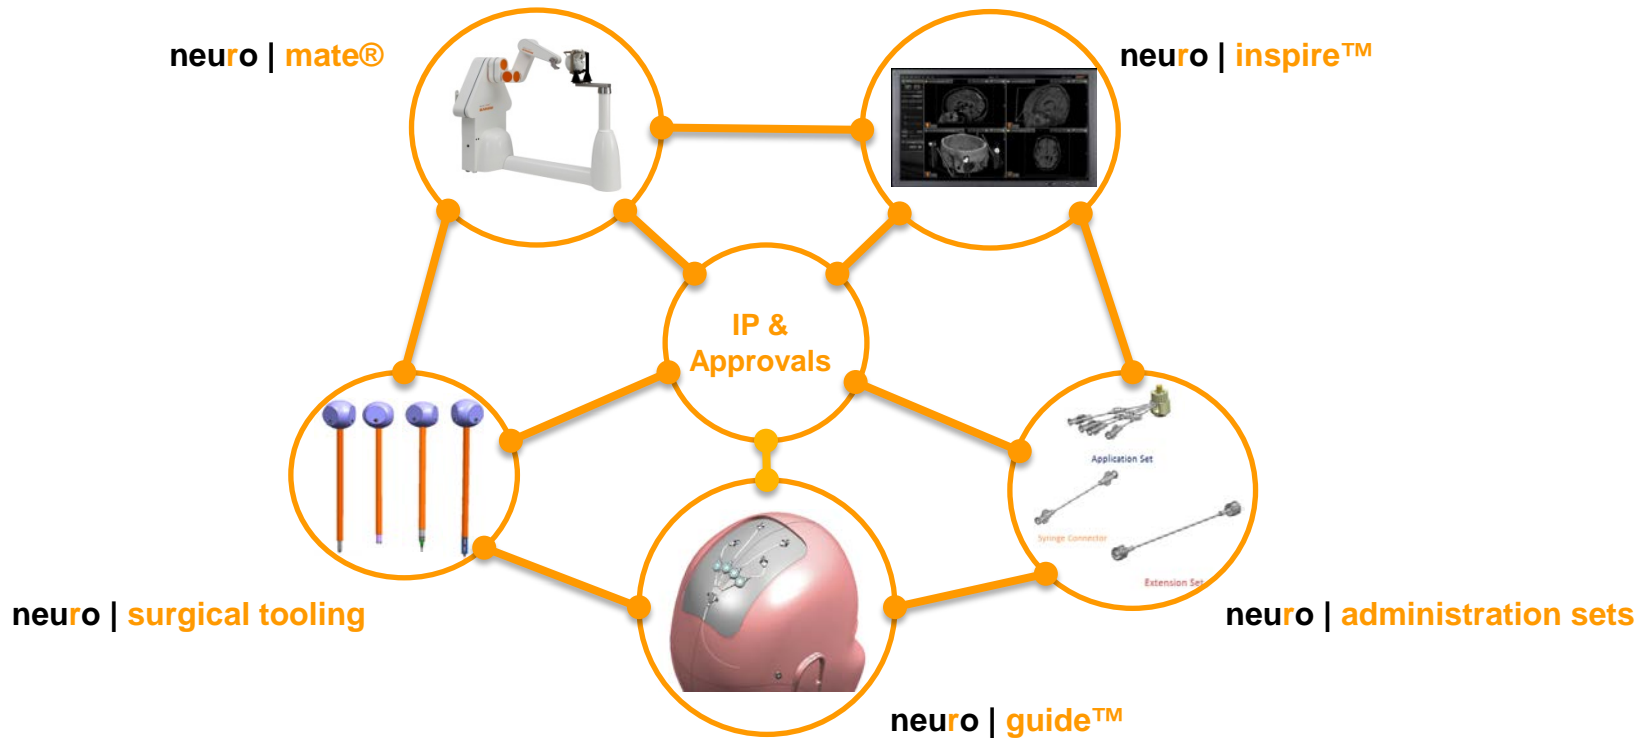 neuro | mate®
neuro | inspire™
IP &
Approvals
Application Set
Syringe Connector
Extension Set
neuro | surgical tooling
neuro | administration sets
neuro | guide™